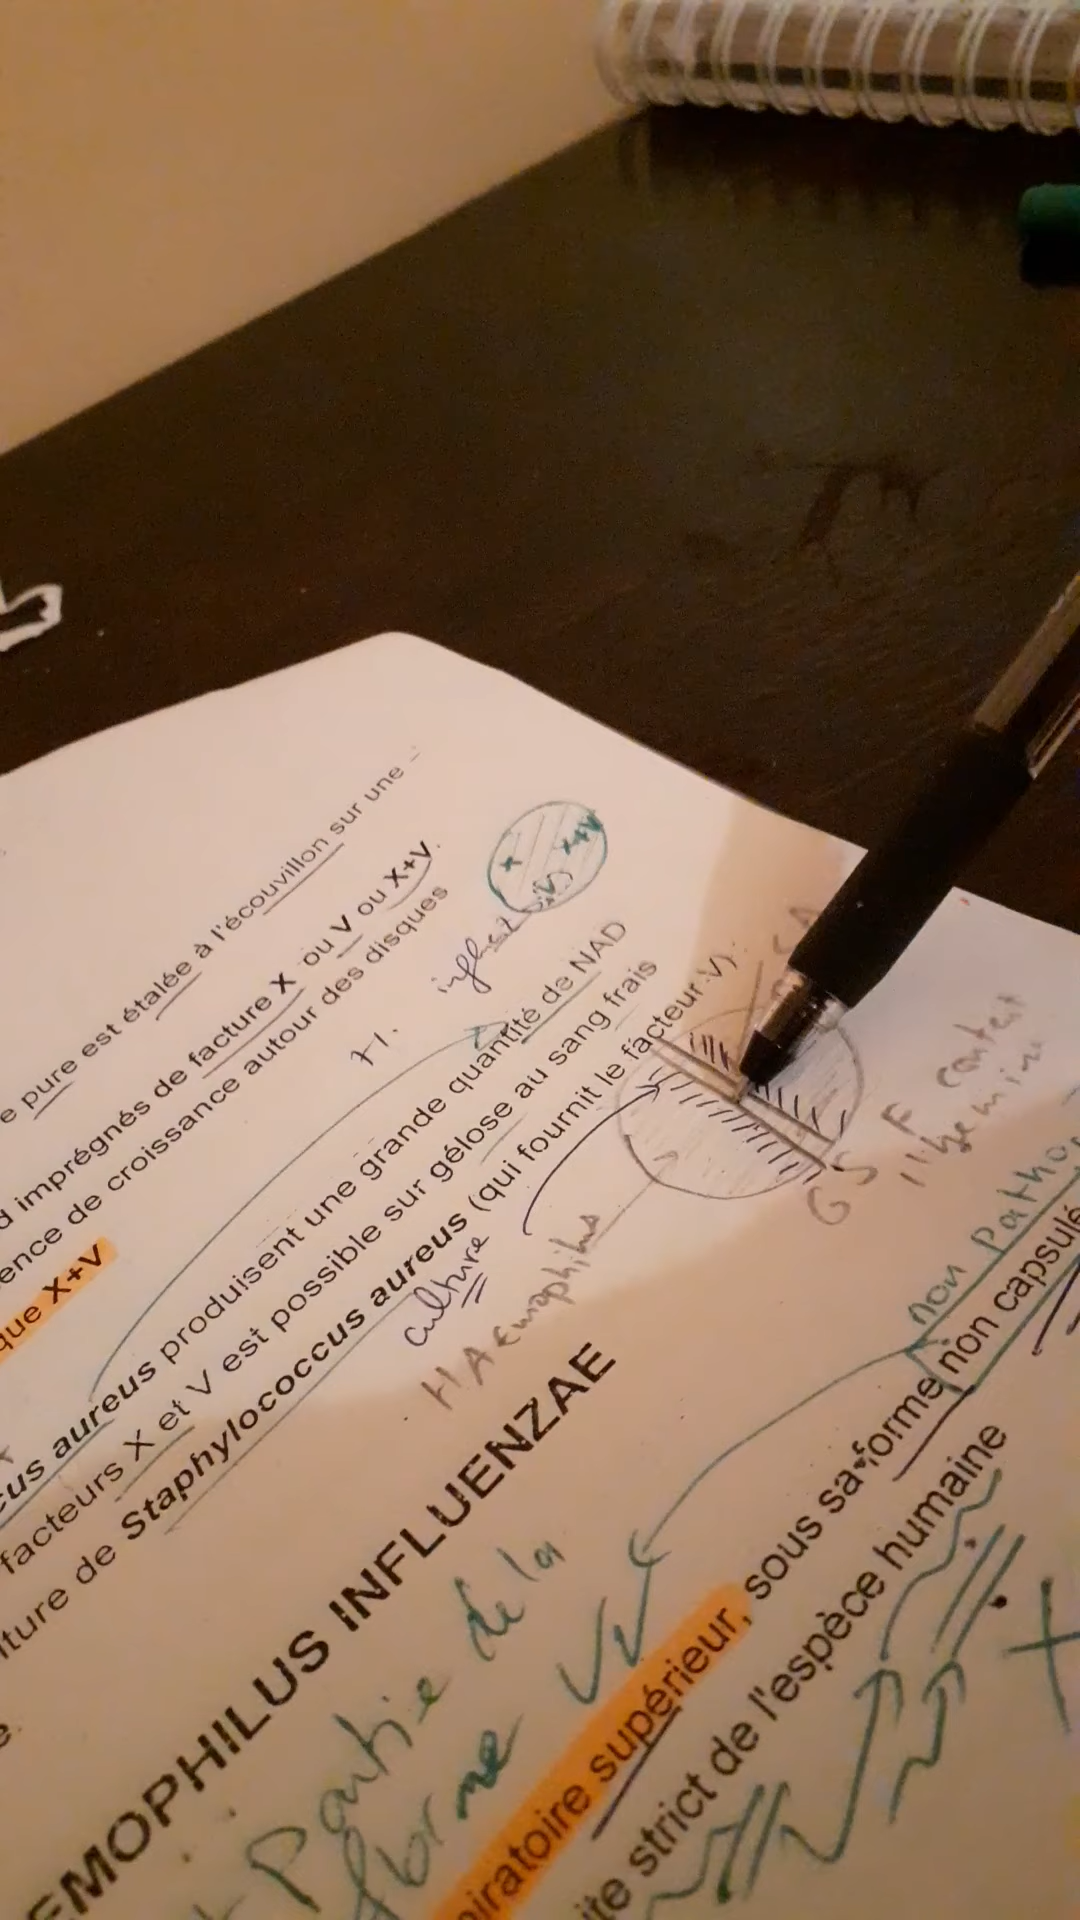 e pure est étalée à l'écouvillon sur une
d imprégnés de facture X ou V ou X+V.
ence de croissance autour des disques
que X+V
X
X+V
cus aureus produisent une grande quantité de NAD
facteurs X et V est possible sur gélose au sang frais
lture de Staphylococcus aureus (qui fournit le facteur V) :
culture
HAEmophilus
G S
F
non Patho
EMOPHILUS INFLUENZAE
Partie de la
forme
piratoire supérieur, sous sa forme non capsulé
ite strict de l'espèce humaine